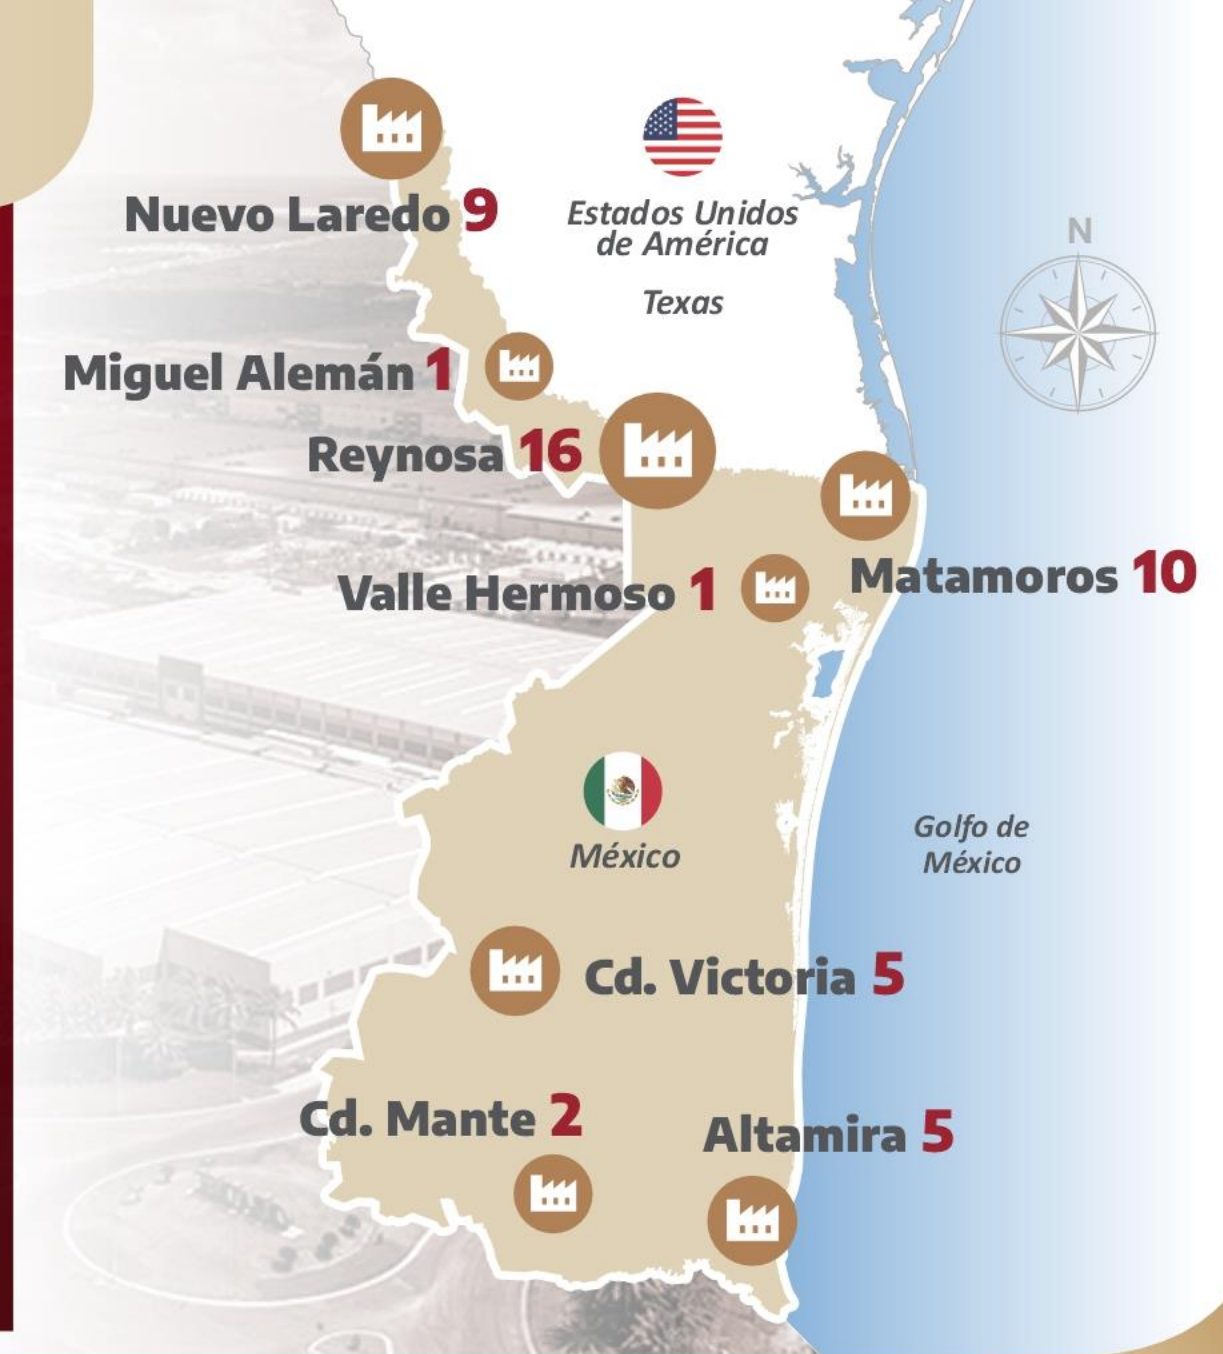 Nuevo Laredo 9
Estados Unidos
de América
Texas
N
Miguel Alemán 1
Reynosa 16
Matamoros 10
Valle Hermoso 1
México
Golfo de
México
Cd. Victoria 5
Cd. Mante 2
Altamira 5